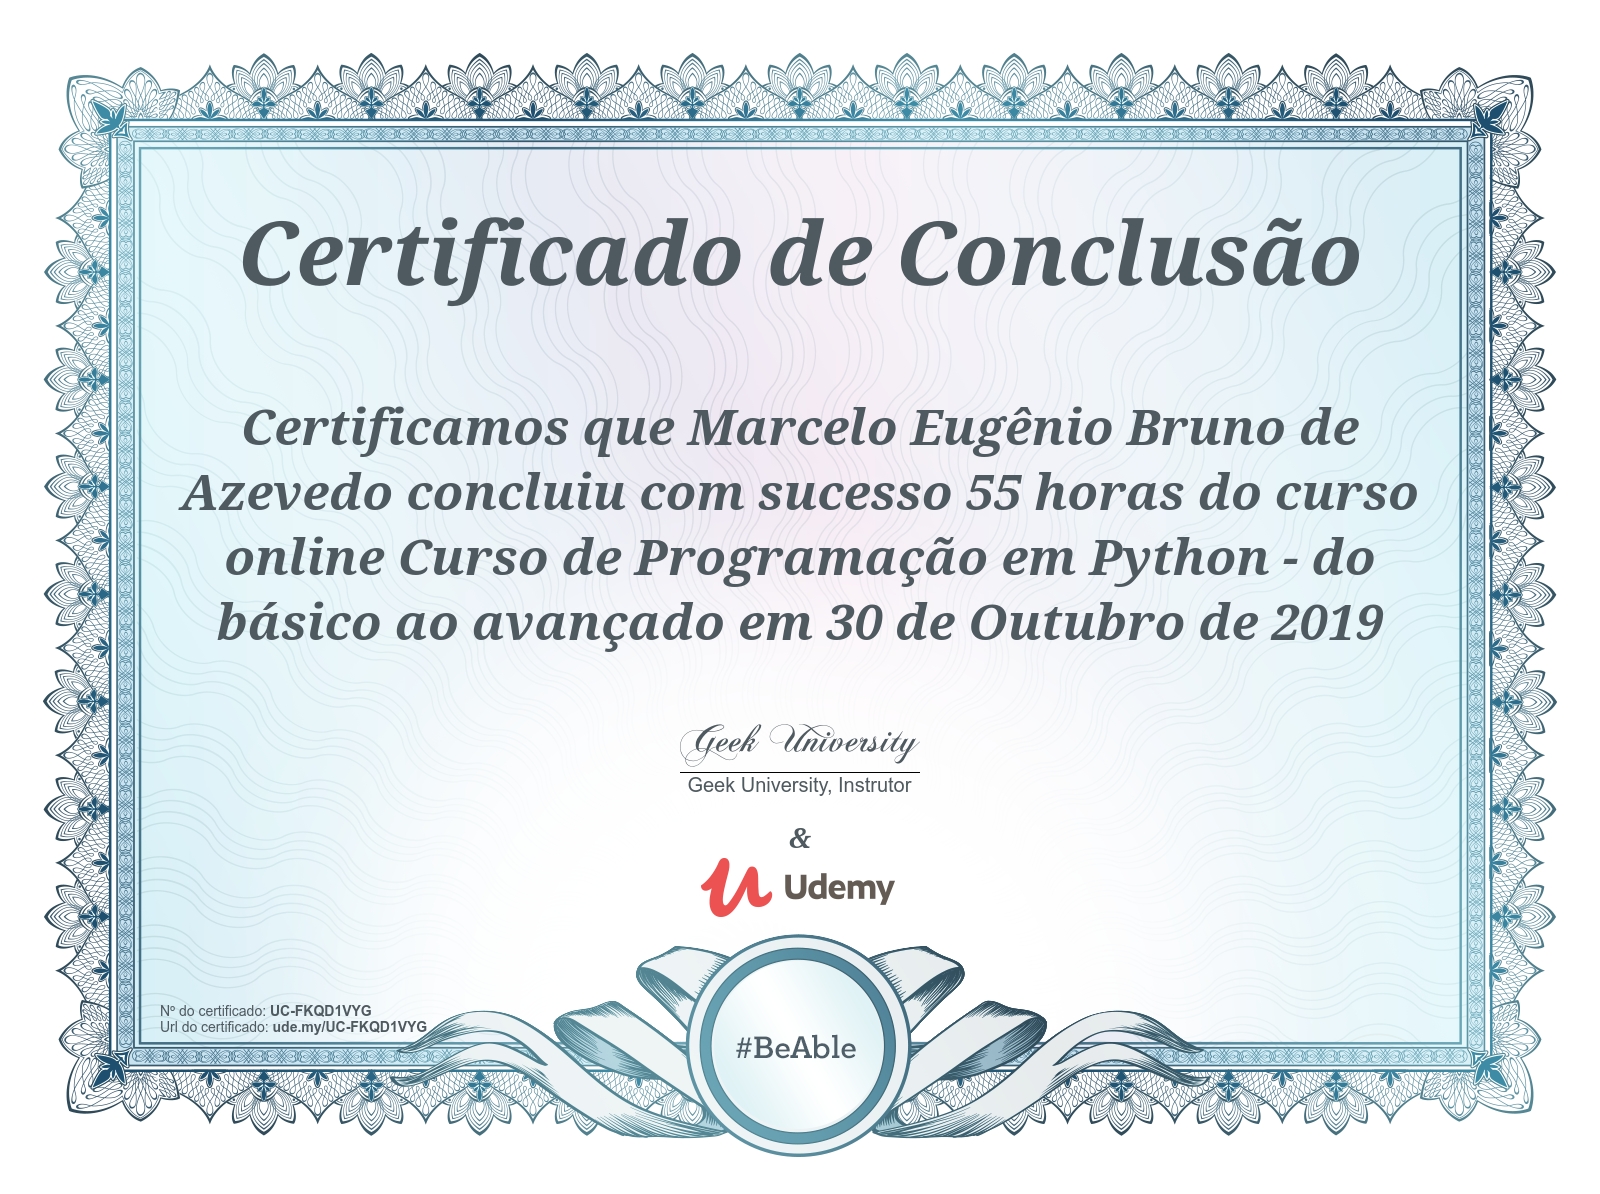 Certificado de Conclusão
Certificamos que Marcelo Eugênio Bruno de
Azevedo concluiu com sucesso 55 horas do curso
online Curso de Programação em Python - do
básico ao avançado em 30 de Outubro de 2019
Geek University
Geek University, Instrutor
&
Udemy
Nº do certificado: UC-FKQD1VYG
Url do certificado: ude.my/UC-FKQD1VYG
#BeAble